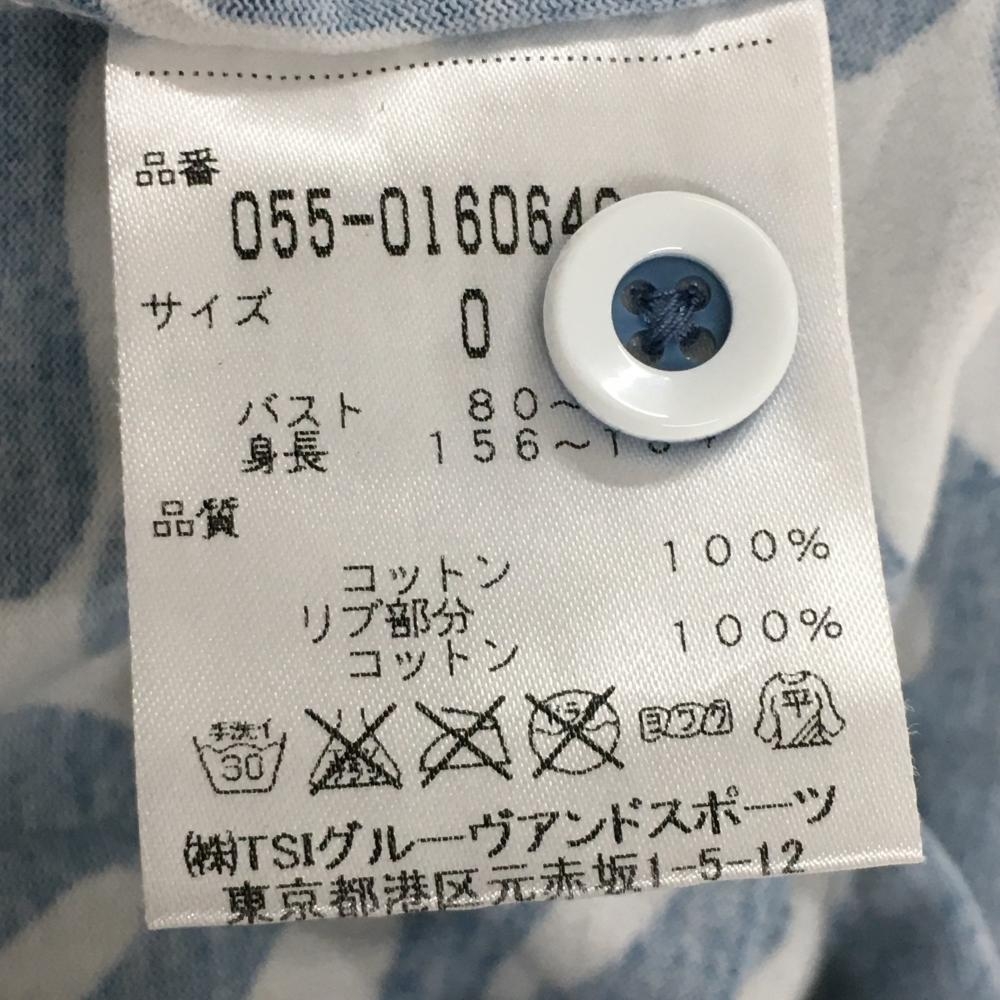 品番
055-016064
サイズ 0
バスト 80~
身長 156~1
品質
コットン 100%
リブ部分
コットン 100%
手洗イ 30 ヨワク 平
㈱TSIグルーヴアンドスポーツ
東京都港区元赤坂1-5-12